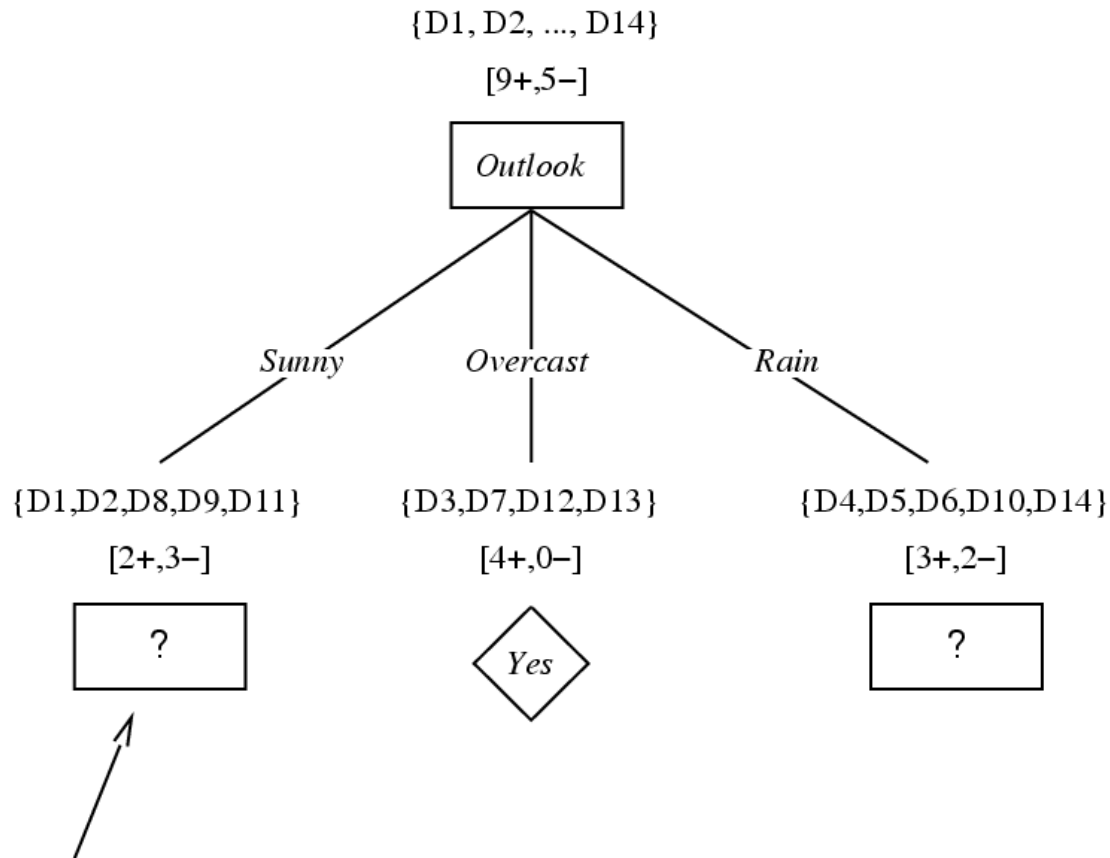 {D1, D2, ..., D14}
[9+,5−]
Outlook
Sunny
Overcast
Rain
{D1,D2,D8,D9,D11}
{D3,D7,D12,D13}
{D4,D5,D6,D10,D14}
[2+,3−]
[4+,0−]
[3+,2−]
?
Yes
?